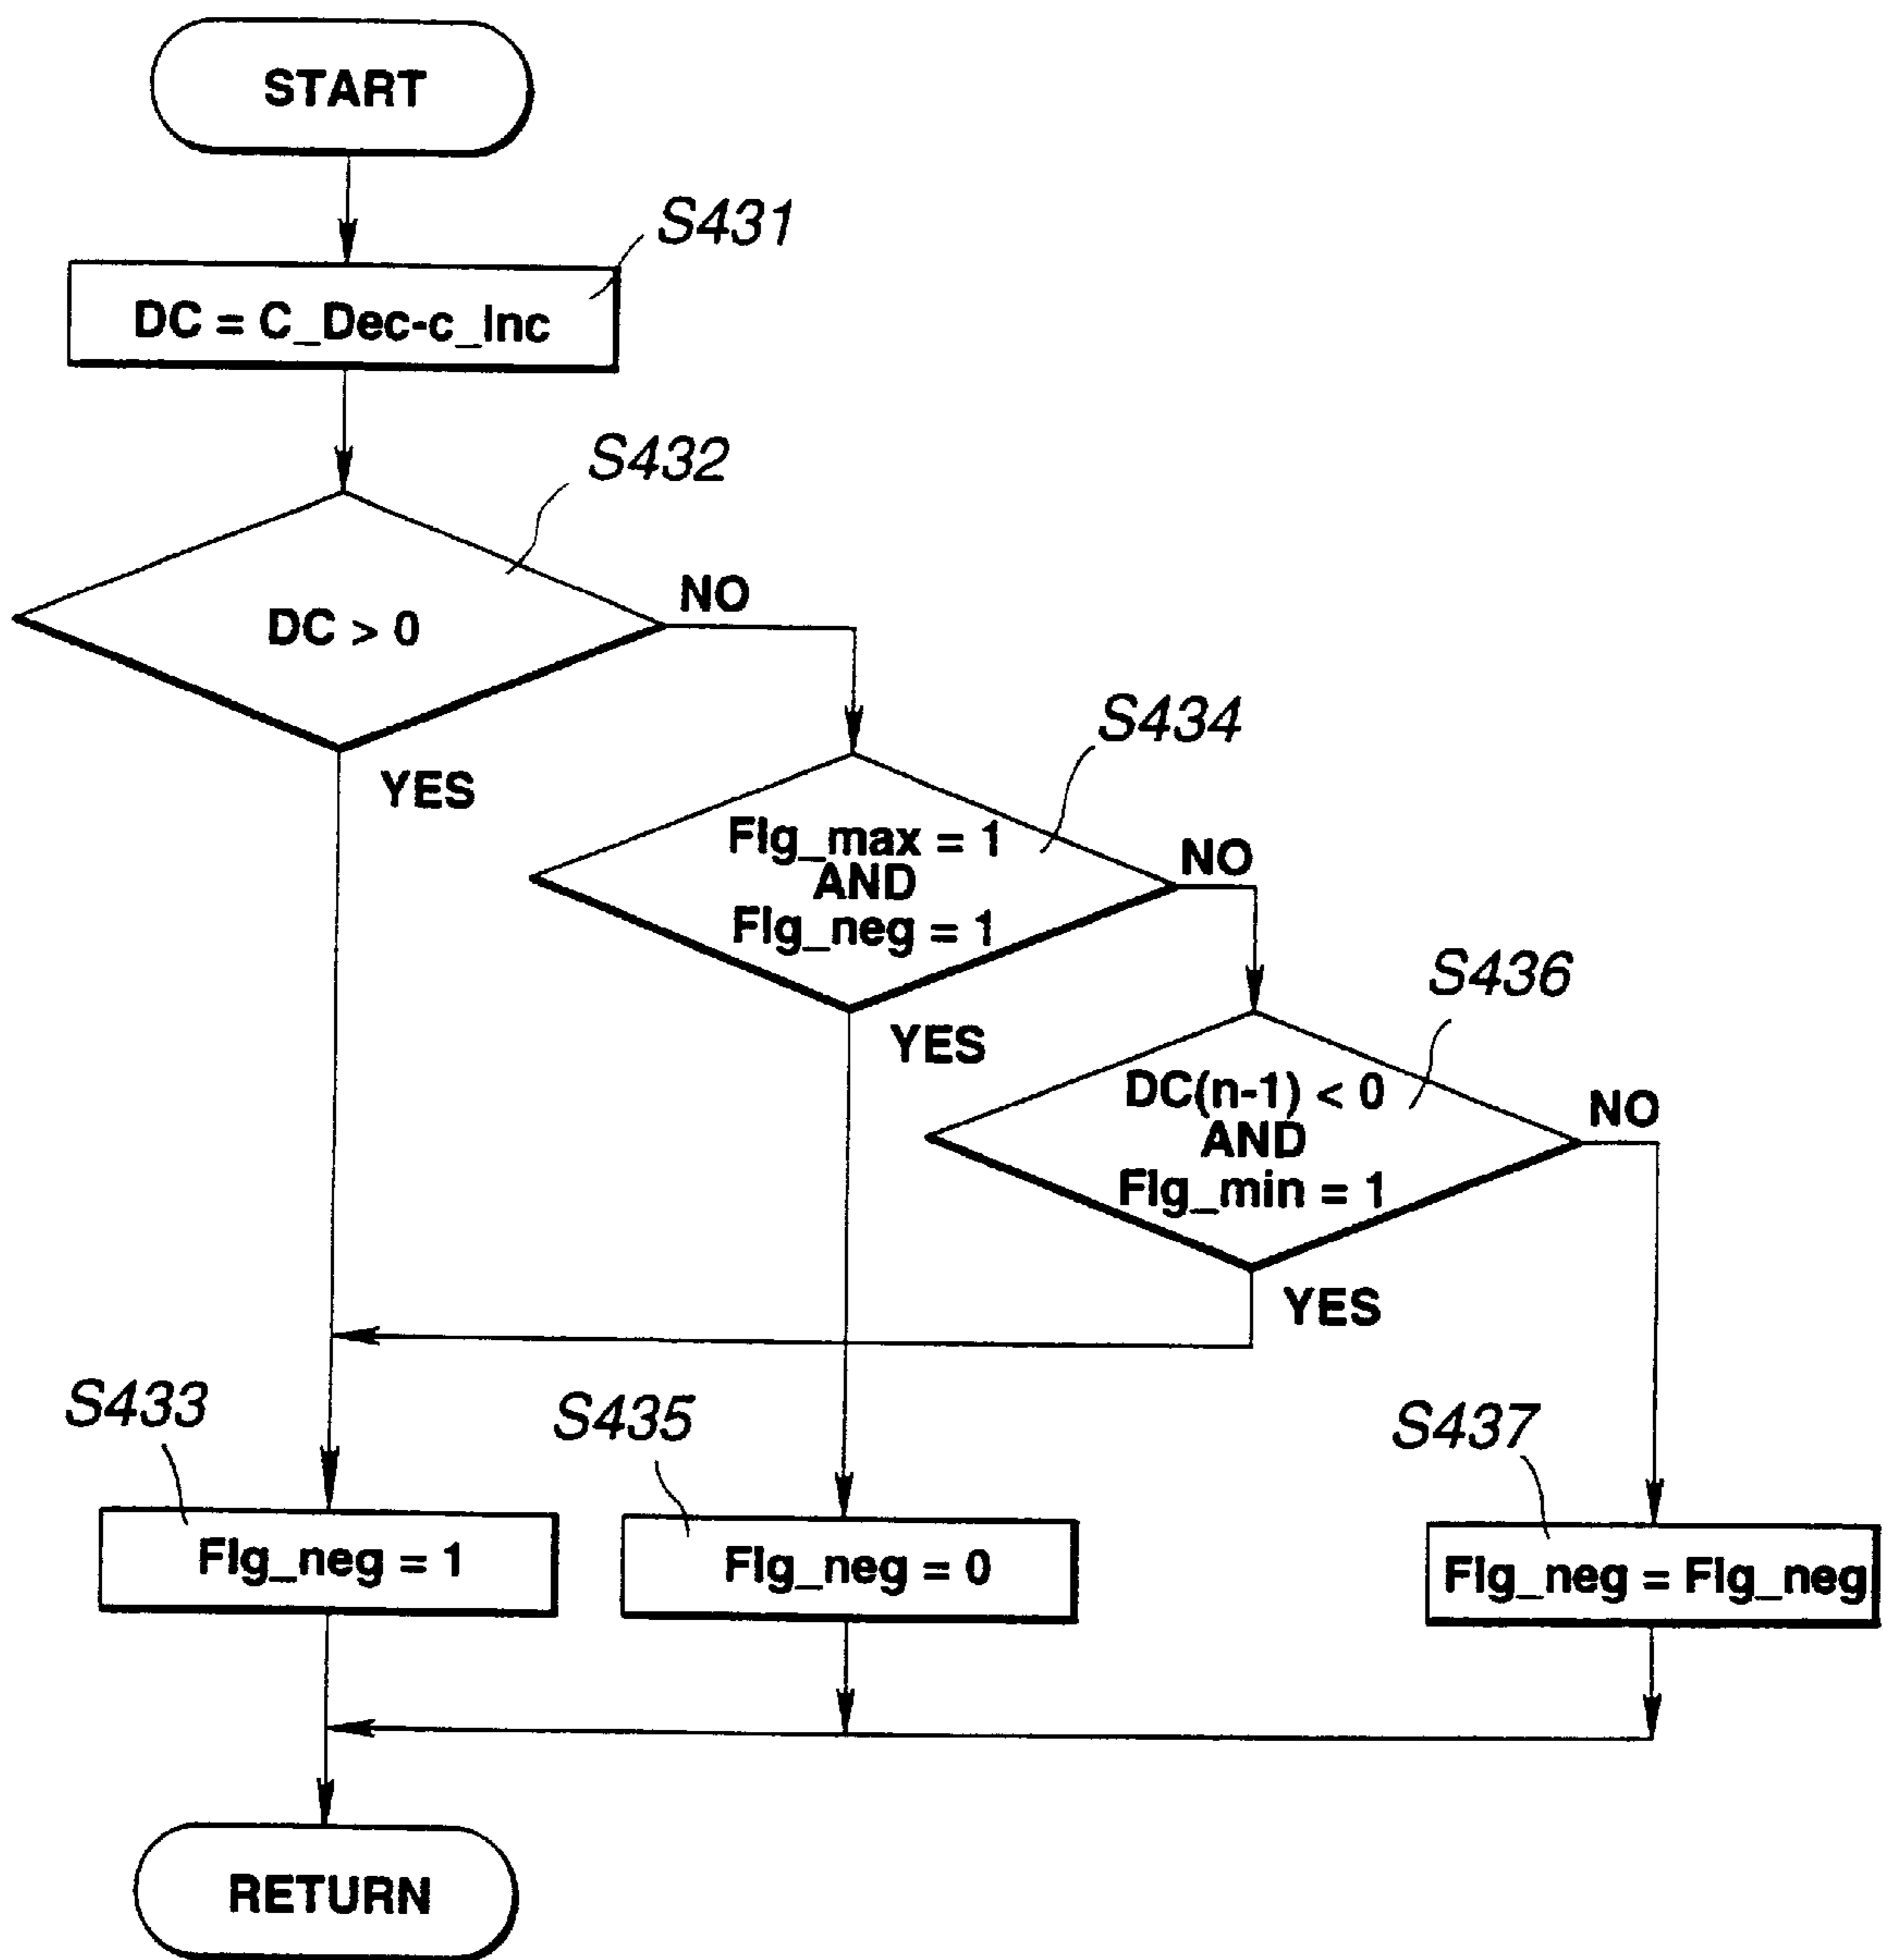 START
S431
DC = C_Dec-c_Inc
S432
DC > 0
NO
YES
S434
Flg_max = 1
AND
Flg_neg = 1
NO
YES
S436
DC(n-1) < 0
AND
Flg_min = 1
NO
YES
S433
Flg_neg = 1
S435
Flg_neg = 0
S437
Flg_neg = Flg_neg
RETURN